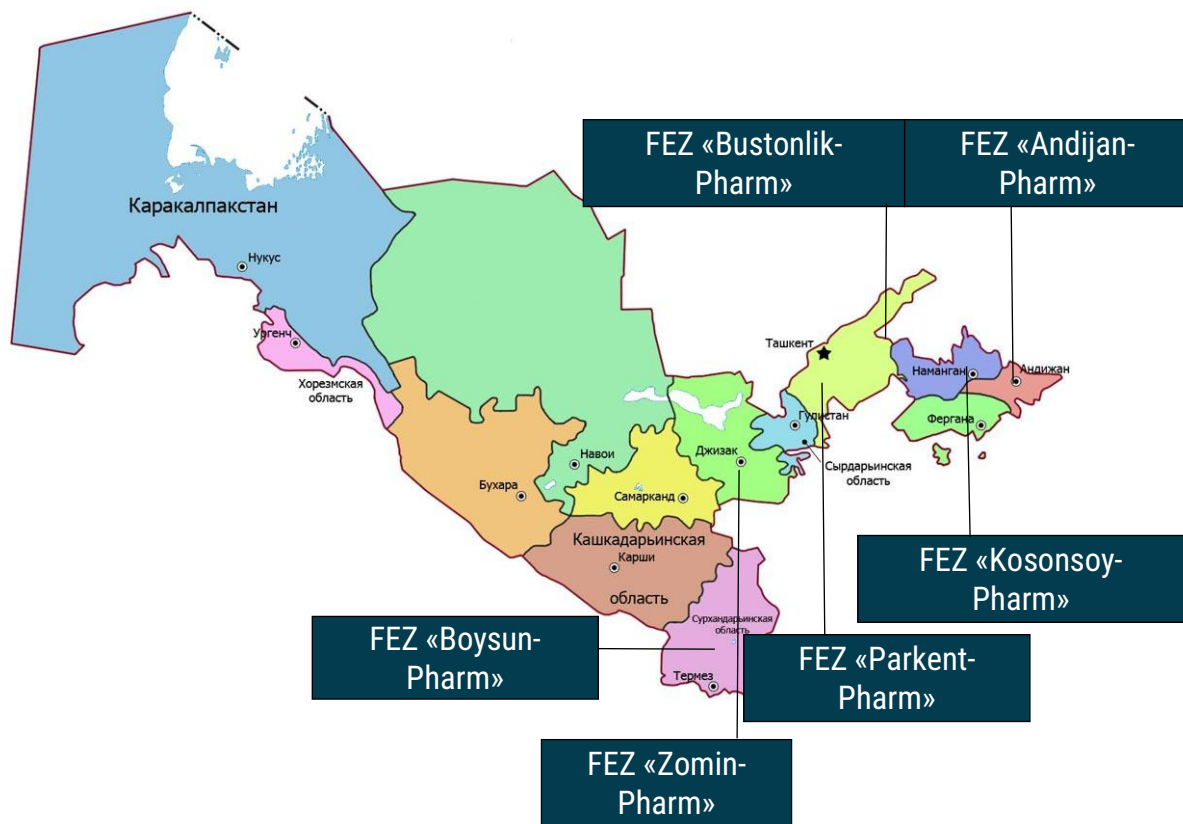 FEZ «Bustonlik-
Pharm»
FEZ «Andijan-
Pharm»
Каракалпакстан
Нукус
Ургенч
Хорезмская
область
Ташкент
Наманган
Андижан
Фергана
Гулистан
Сырдарьинская
область
Джизак
Навои
Бухара
Самарканд
Кашкадарьинская
Карши
область
FEZ «Kosonsoy-
Pharm»
Сурхандарьинская
область
FEZ «Boysun-
Pharm»
FEZ «Parkent-
Pharm»
Термез
FEZ «Zomin-
Pharm»